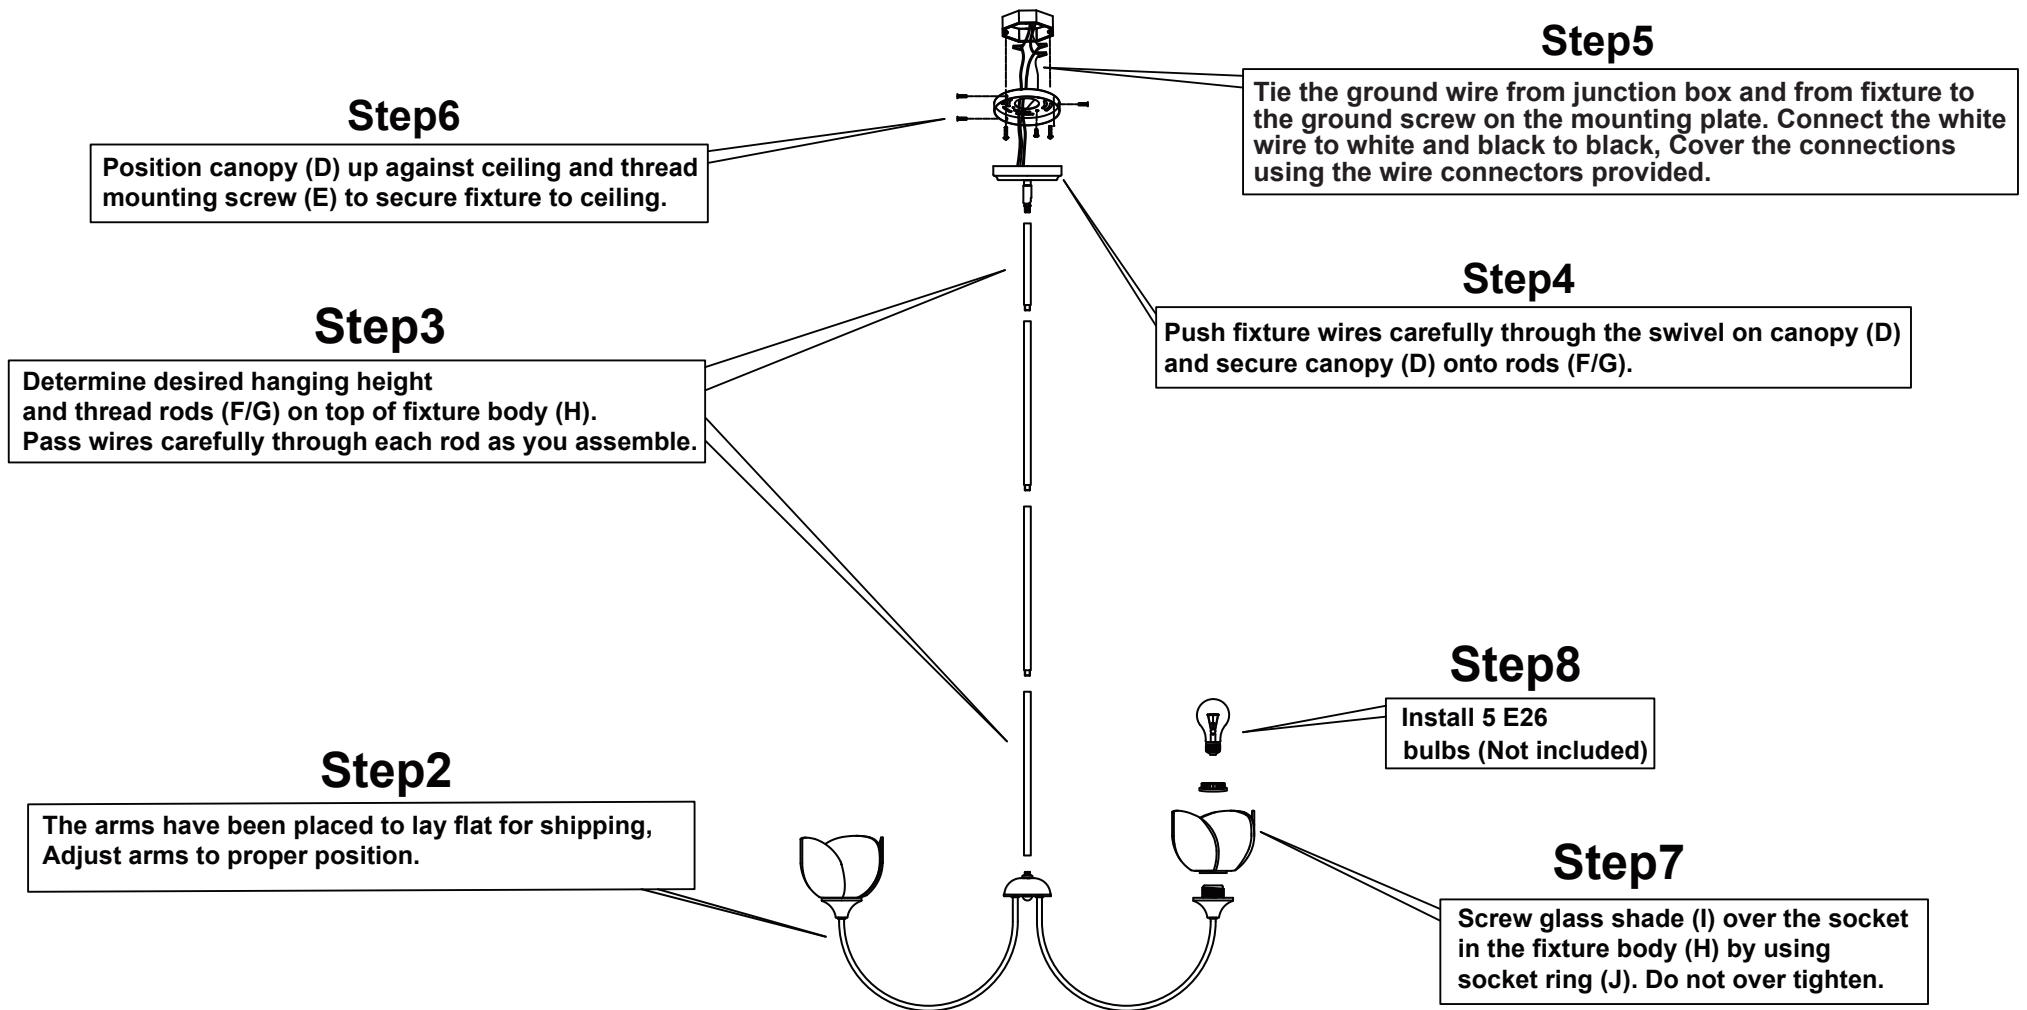 Step5
Tie the ground wire from junction box and from fixture to
the ground screw on the mounting plate. Connect the white
wire to white and black to black, Cover the connections
using the wire connectors provided.
Step6
Position canopy (D) up against ceiling and thread
mounting screw (E) to secure fixture to ceiling.
Step4
Push fixture wires carefully through the swivel on canopy (D)
and secure canopy (D) onto rods (F/G).
Step3
Determine desired hanging height
and thread rods (F/G) on top of fixture body (H).
Pass wires carefully through each rod as you assemble.
Step8
Install 5 E26
bulbs (Not included)
Step2
The arms have been placed to lay flat for shipping,
Adjust arms to proper position.
Step7
Screw glass shade (I) over the socket
in the fixture body (H) by using
socket ring (J). Do not over tighten.